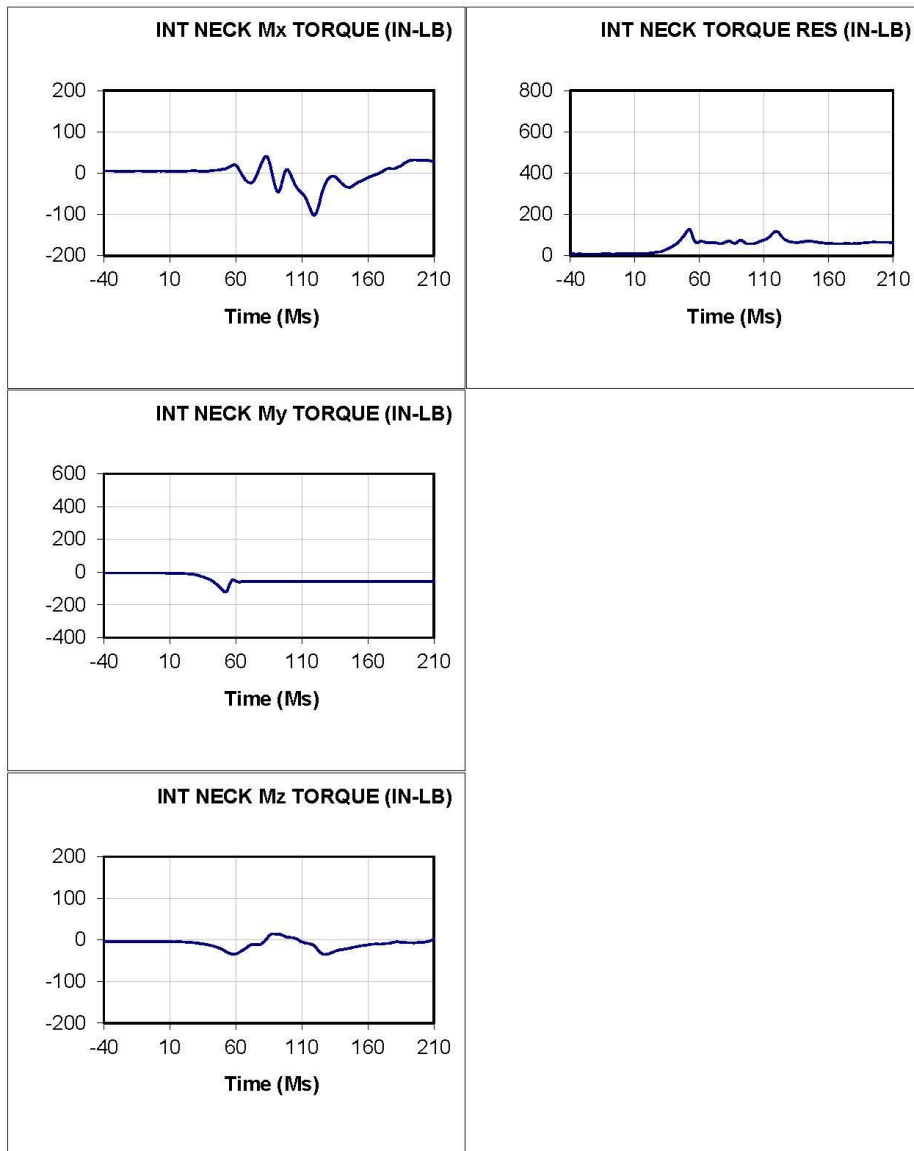 INT NECK Mx TORQUE (IN-LB)
200
100
0
-100
-200
-40 10 60 110 160 210
Time (Ms)
INT NECK TORQUE RES (IN-LB)
800
600
400
200
0
-40 10 60 110 160 210
Time (Ms)
INT NECK My TORQUE (IN-LB)
600
400
200
0
-200
-400
-40 10 60 110 160 210
Time (Ms)
INT NECK Mz TORQUE (IN-LB)
200
100
0
-100
-200
-40 10 60 110 160 210
Time (Ms)